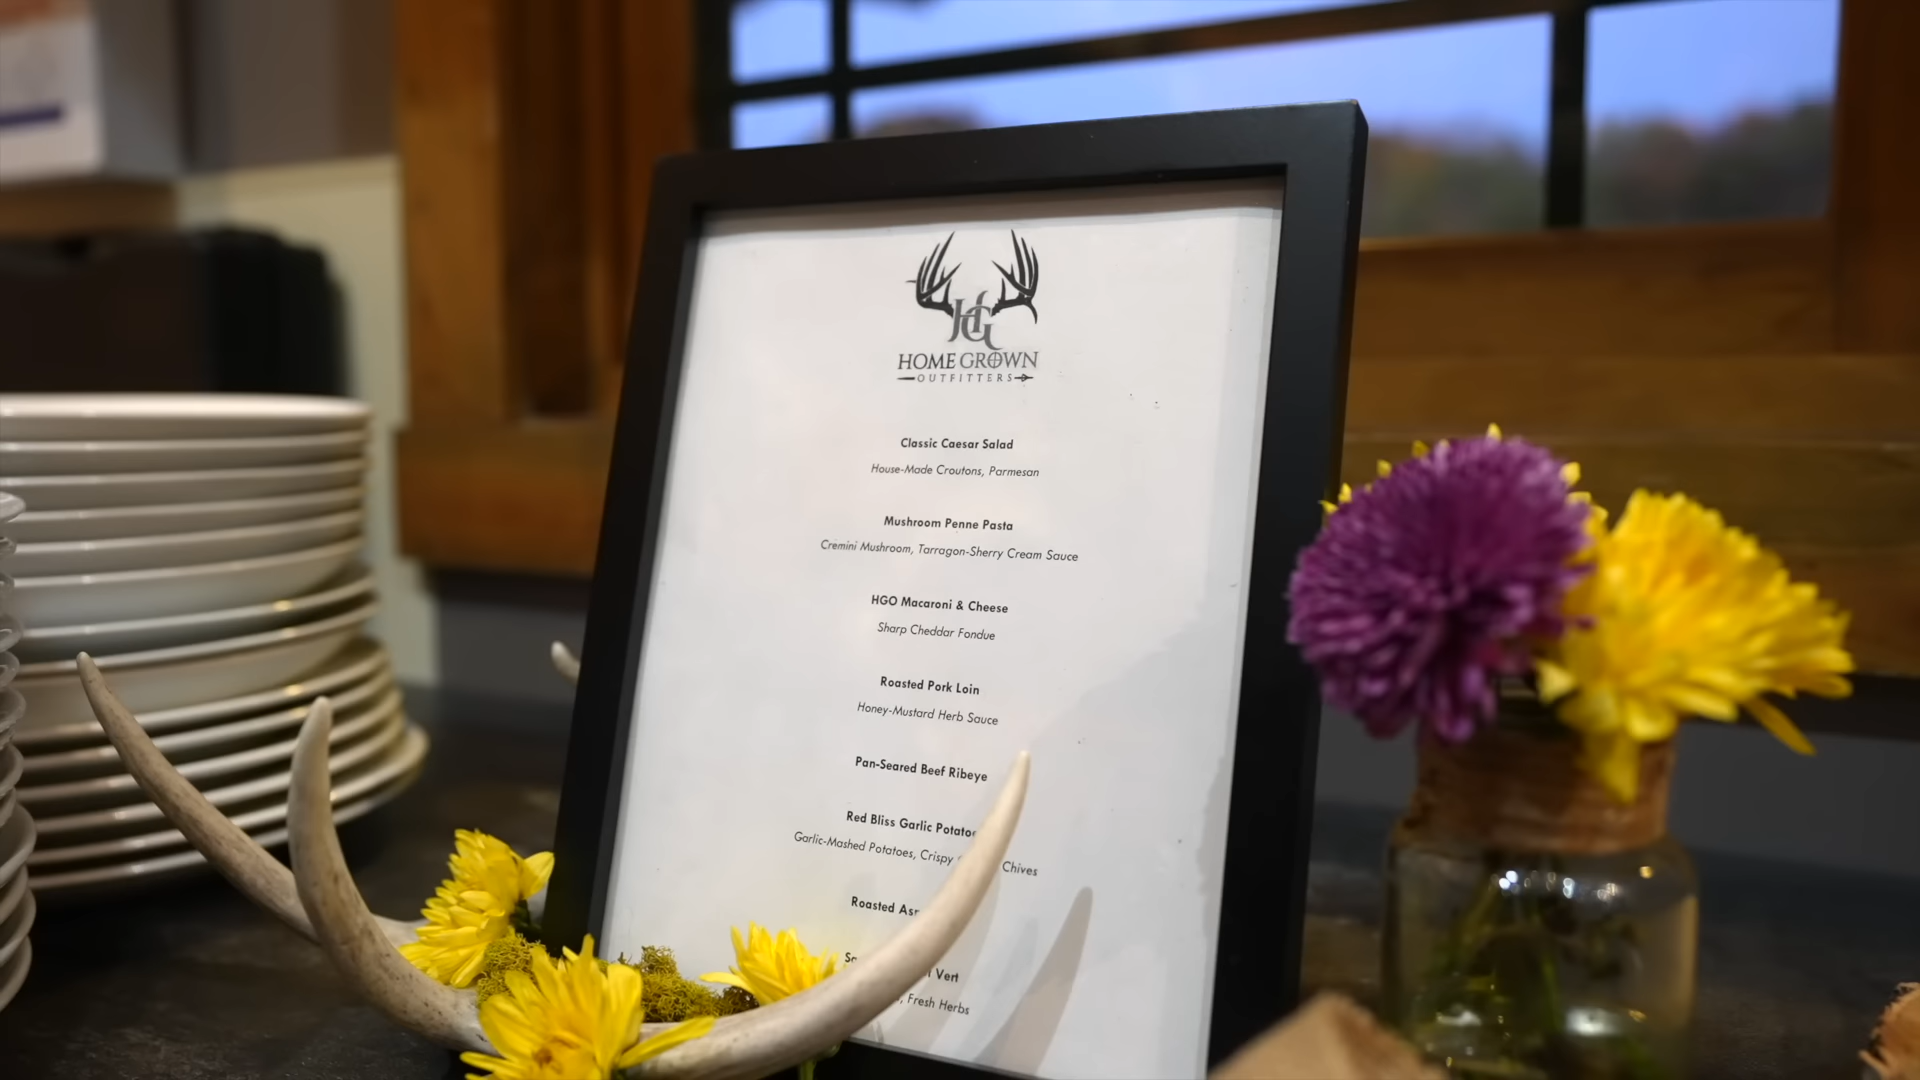 HG
HOME GROWN
OUTFITTERS
Classic Caesar Salad
House-Made Croutons, Parmesan
Mushroom Penne Pasta
Cremini Mushroom, Tarragon-Sherry Cream Sauce
HGO Macaroni & Cheese
Sharp Cheddar Fondue
Roasted Pork Loin
Honey-Mustard Herb Sauce
Pan-Seared Beef Ribeye
Red Bliss Garlic Potatoe
Garlic-Mashed Potatoes, Crispy Chives
Roasted
Vert
Fresh Herbs